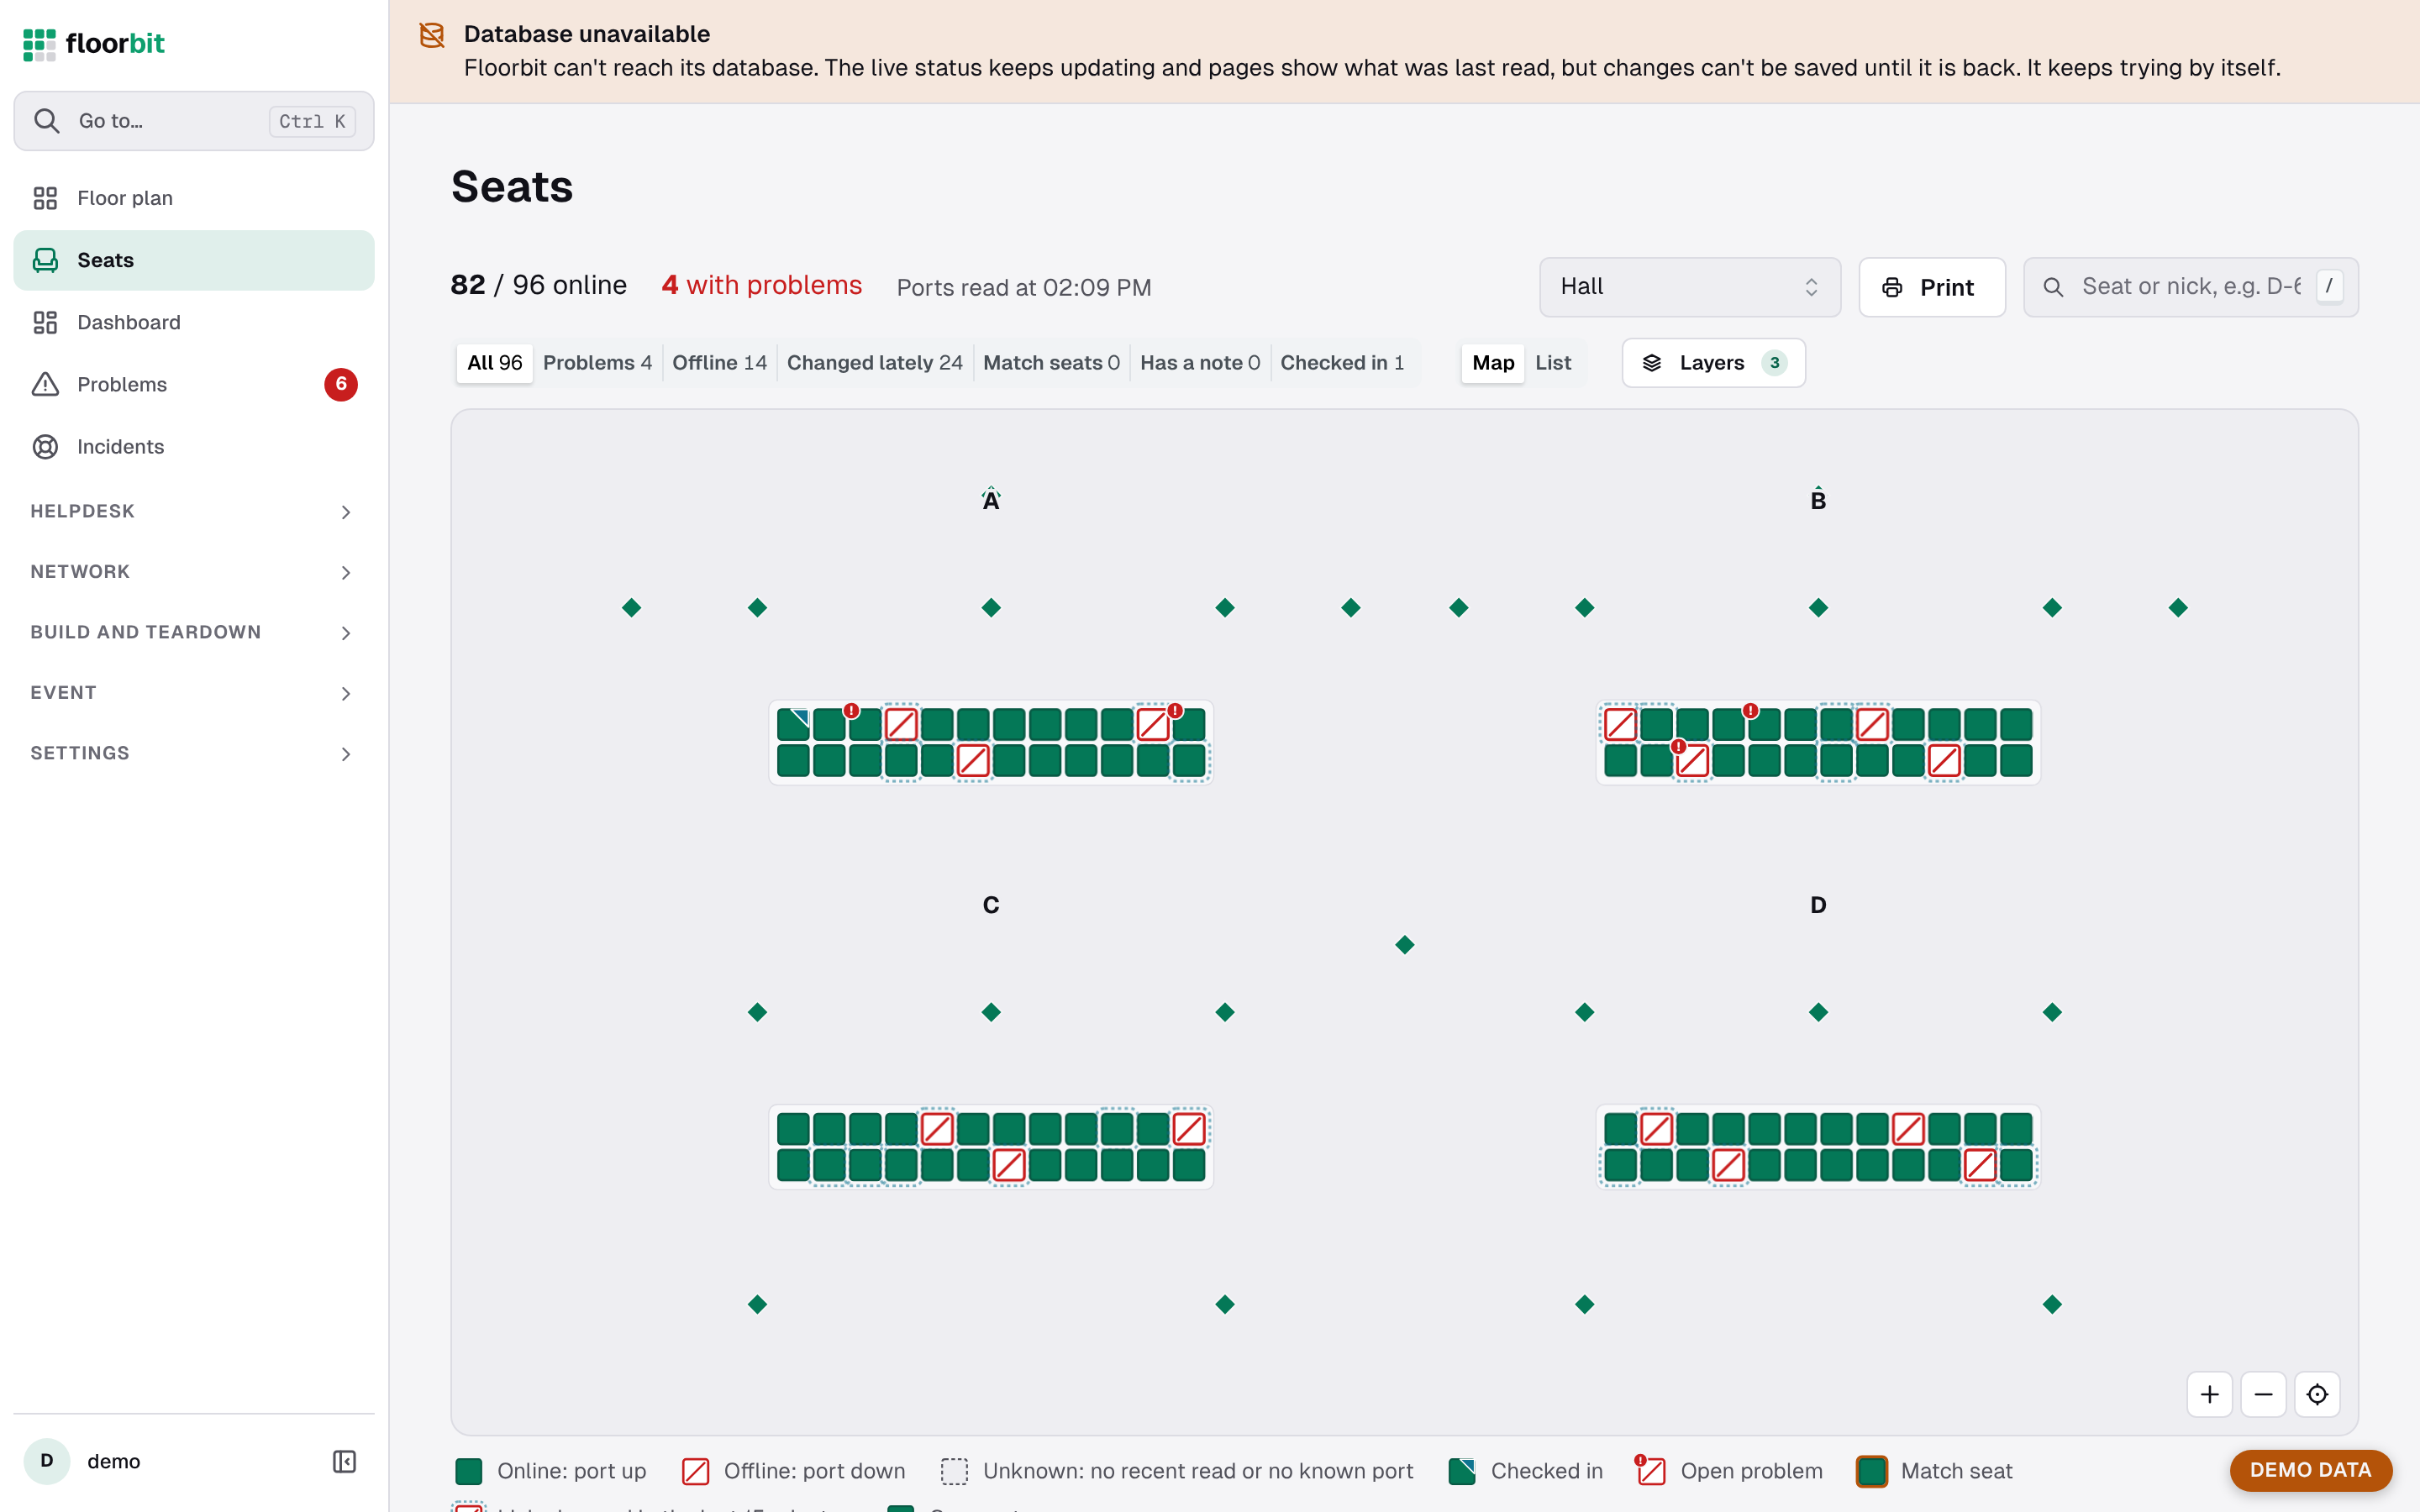 floorbit
Database unavailable
Floorbit can't reach its database. The live status keeps updating and pages show what was last read, but changes can't be saved until it is back. It keeps trying by itself.
Go to...
Ctrl K
Floor plan
Seats
Dashboard
Problems 6
Incidents
HELPDESK
NETWORK
BUILD AND TEARDOWN
EVENT
SETTINGS
D demo
Seats
82 / 96 online 4 with problems Ports read at 02:09 PM
Hall
Print
Seat or nick, e.g. D-6 /
All 96 Problems 4 Offline 14 Changed lately 24 Match seats 0 Has a note 0 Checked in 1
Map List
Layers 3
A B
C D
Online: port up Offline: port down Unknown: no recent read or no known port Checked in Open problem Match seat
DEMO DATA